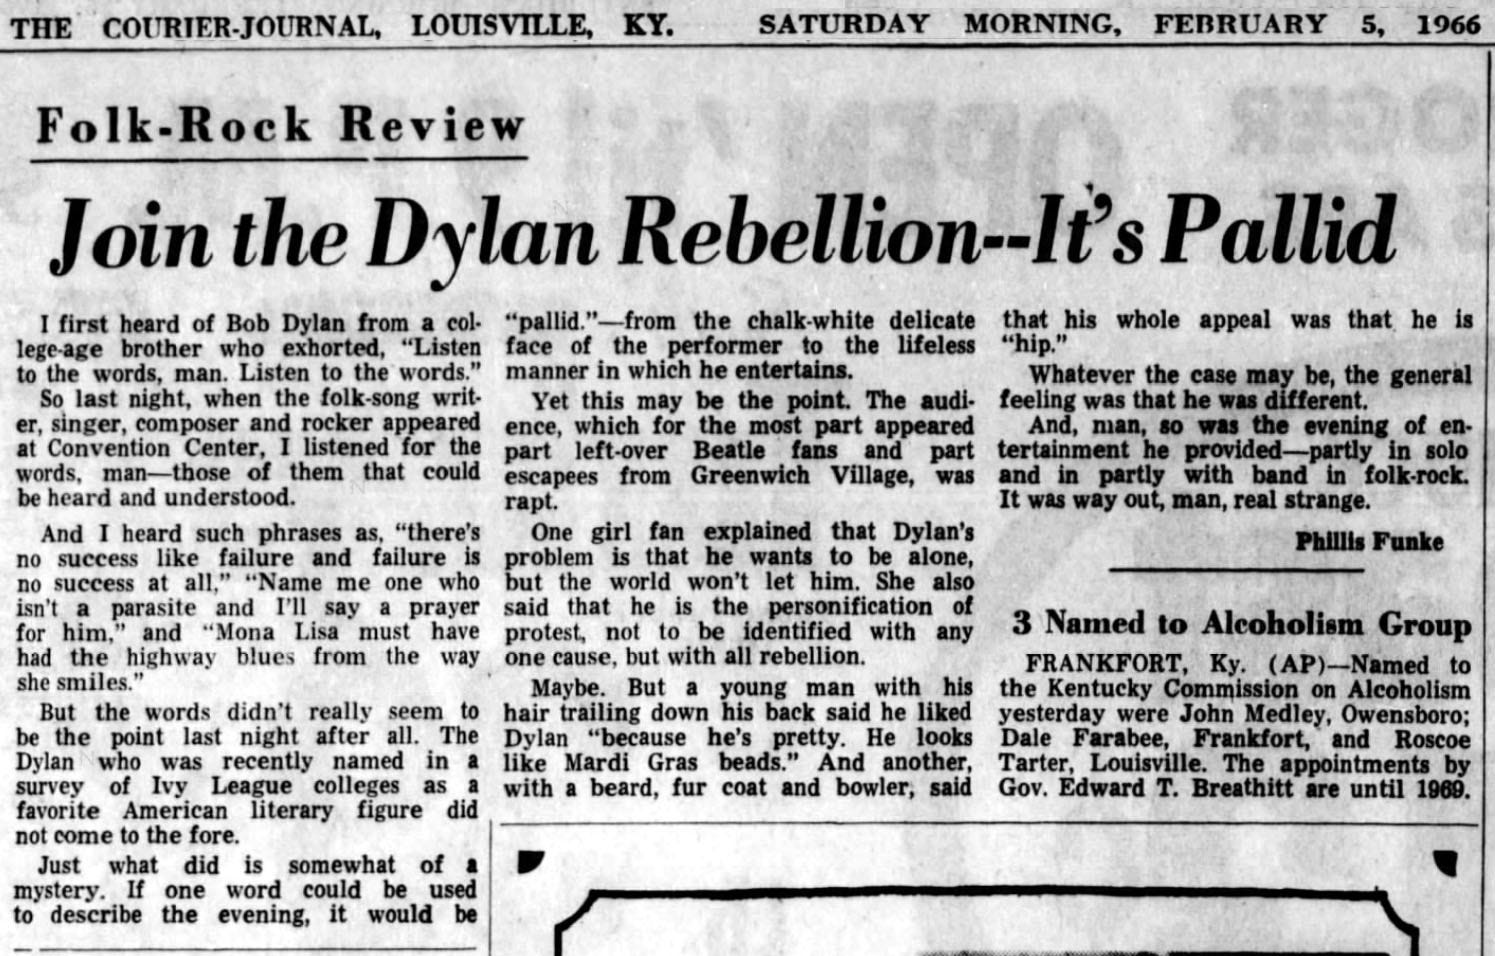 THE COURIER-JOURNAL, LOUISVILLE, KY. SATURDAY MORNING, FEBRUARY 5, 1966
Folk-Rock Review
Join the Dylan Rebellion--It's Pallid
I first heard of Bob Dylan from a col-
lege-age brother who exhorted, "Listen
to the words, man. Listen to the words."
So last night, when the folk-song writ-
er, singer, composer and rocker appeared
at Convention Center, I listened for the
words, man—those of them that could
be heard and understood.
And I heard such phrases as, "there's
no success like failure and failure is
no success at all," "Name me one who
isn't a parasite and I'll say a prayer
for him," and "Mona Lisa must have
had the highway blues from the way
she smiles."
But the words didn't really seem to
be the point last night after all. The
Dylan who was recently named in a
survey of Ivy League colleges as a
favorite American literary figure did
not come to the fore.
Just what did is somewhat of a
mystery. If one word could be used
to describe the evening, it would be
"pallid."—from the chalk-white delicate
face of the performer to the lifeless
manner in which he entertains.
Yet this may be the point. The audi-
ence, which for the most part appeared
part left-over Beatle fans and part
escapees from Greenwich Village, was
rapt.
One girl fan explained that Dylan's
problem is that he wants to be alone,
but the world won't let him. She also
said that he is the personification of
protest, not to be identified with any
one cause, but with all rebellion.
Maybe. But a young man with his
hair trailing down his back said he liked
Dylan "because he's pretty. He looks
like Mardi Gras beads." And another,
with a beard, fur coat and bowler, said
that his whole appeal was that he is
"hip."
Whatever the case may be, the general
feeling was that he was different.
And, man, so was the evening of en-
tertainment he provided—partly in solo
and in partly with band in folk-rock.
It was way out, man, real strange.
Phillis Funke
3 Named to Alcoholism Group
FRANKFORT, Ky. (AP)—Named to
the Kentucky Commission on Alcoholism
yesterday were John Medley, Owensboro;
Dale Farabee, Frankfort, and Roscoe
Tarter, Louisville. The appointments by
Gov. Edward T. Breathitt are until 1969.